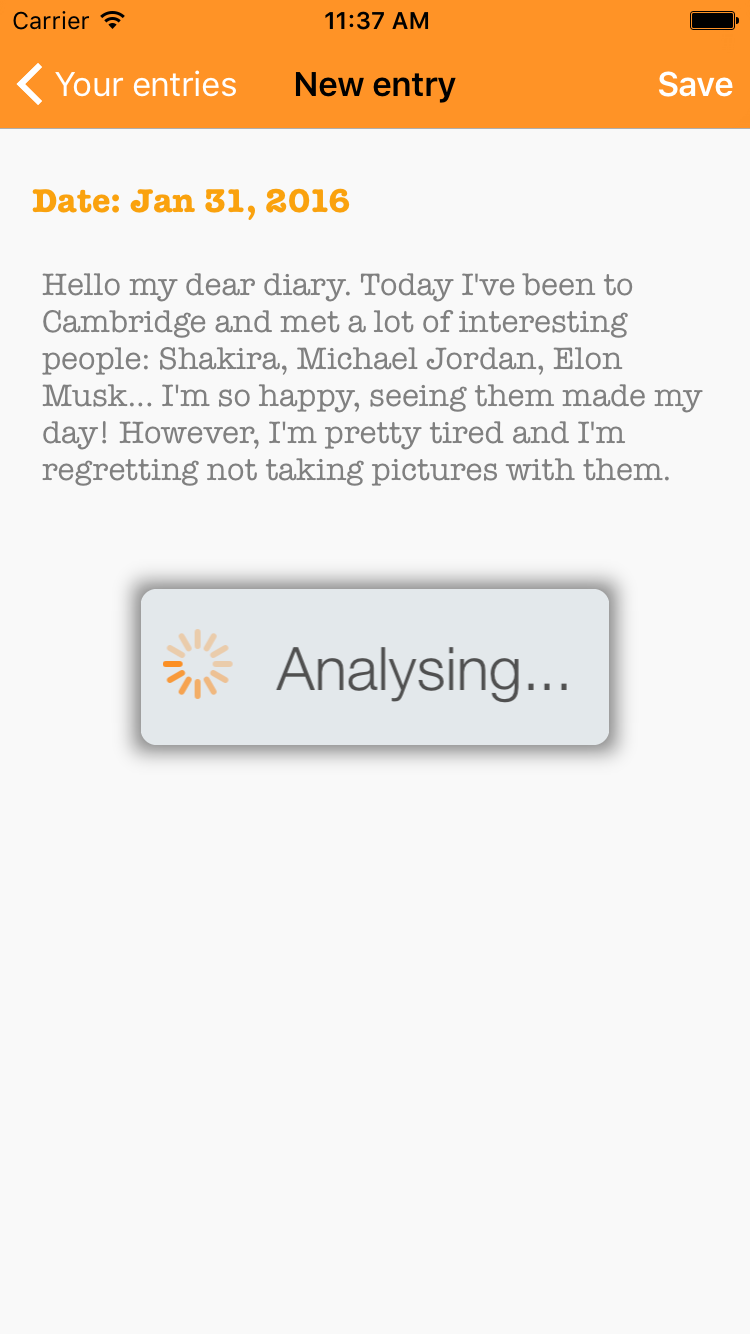 Carrier 11:37 AM
Your entries New entry Save
Date: Jan 31, 2016
Hello my dear diary. Today I've been to
Cambridge and met a lot of interesting
people: Shakira, Michael Jordan, Elon
Musk... I'm so happy, seeing them made my
day! However, I'm pretty tired and I'm
regretting not taking pictures with them.
Analysing...